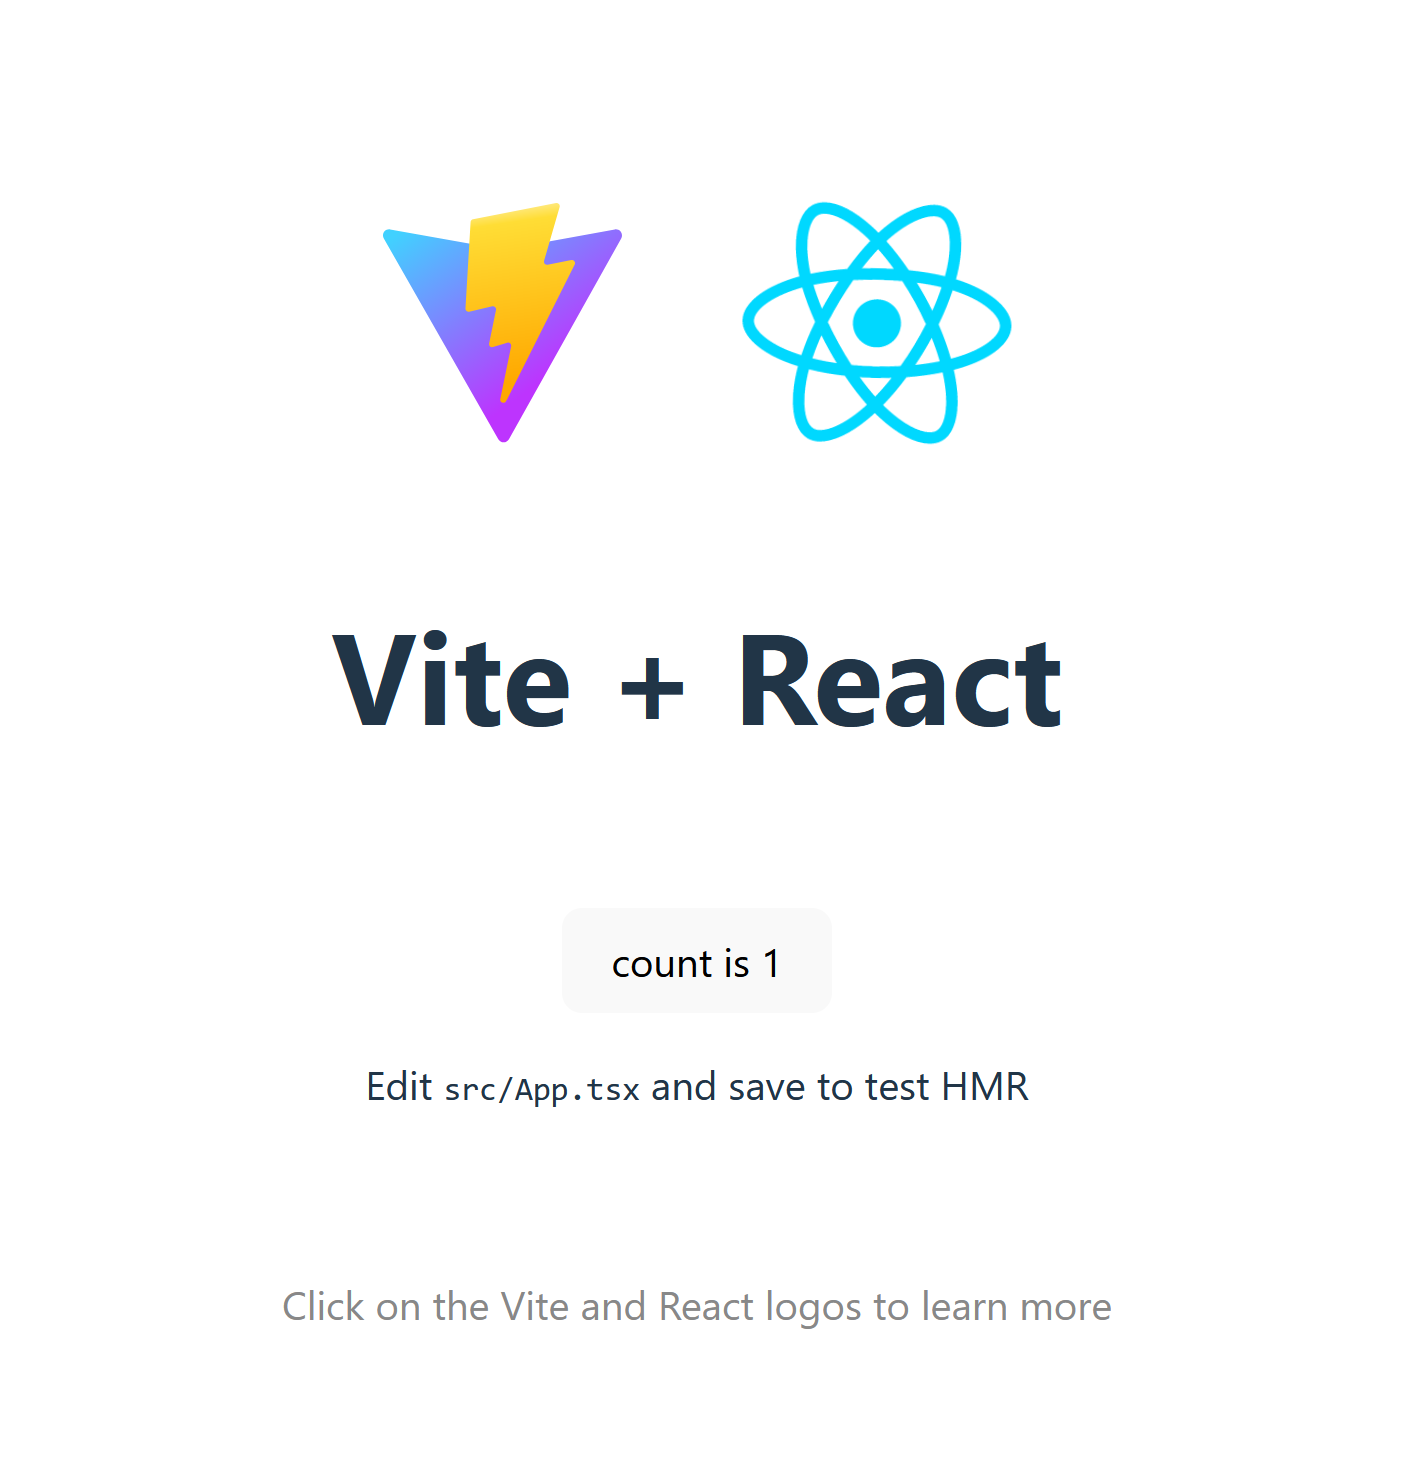 Vite + React
count is 1
Edit src/App.tsx and save to test HMR
Click on the Vite and React logos to learn more